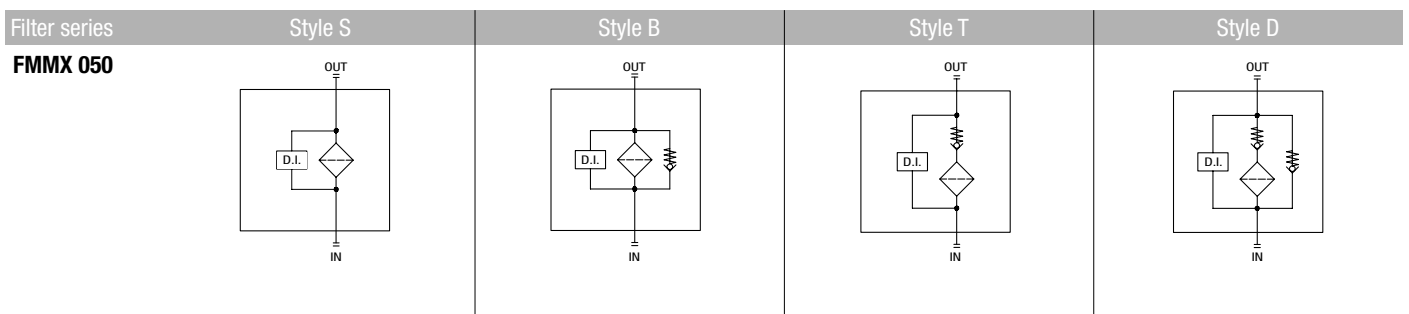 Filter series Style S Style B Style T Style D
FMMX 050
OUT OUT OUT OUT
D.I. D.I. D.I. D.I.
IN IN IN IN